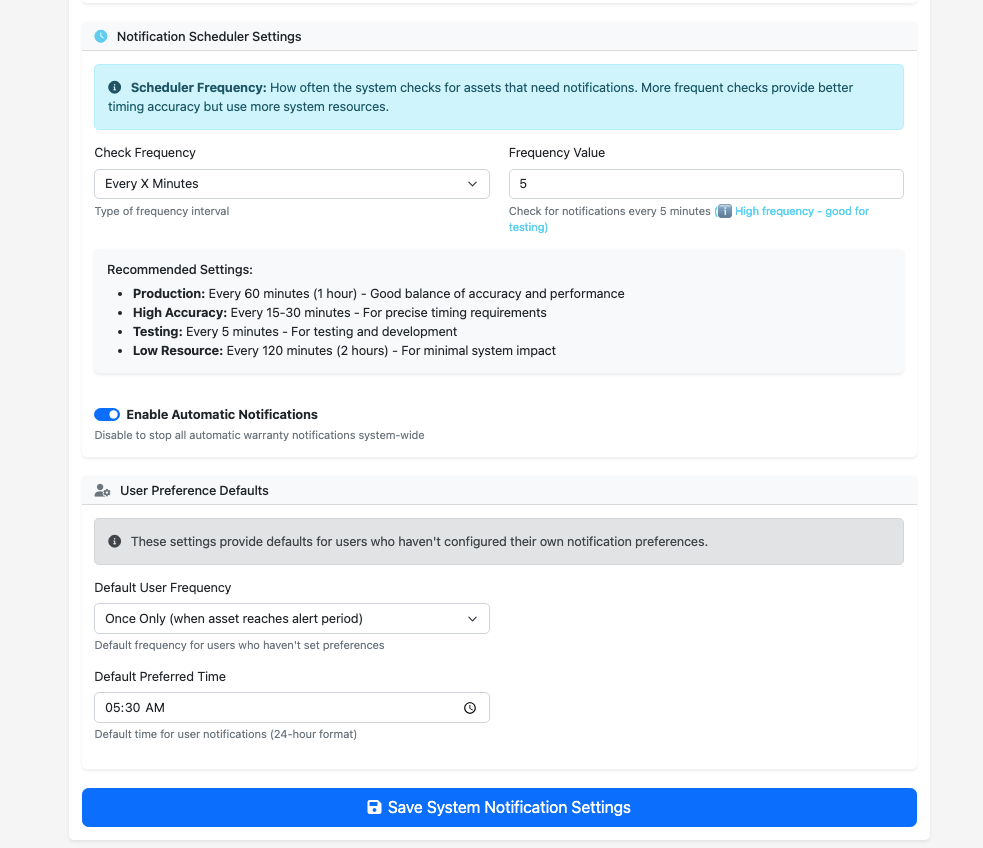 Notification Scheduler Settings
Scheduler Frequency: How often the system checks for assets that need notifications. More frequent checks provide better
timing accuracy but use more system resources.
Check Frequency
Every X Minutes
Type of frequency interval
Frequency Value
5
Check for notifications every 5 minutes (ℹ️ High frequency - good for
testing)
Recommended Settings:
• Production: Every 60 minutes (1 hour) - Good balance of accuracy and performance
• High Accuracy: Every 15-30 minutes - For precise timing requirements
• Testing: Every 5 minutes - For testing and development
• Low Resource: Every 120 minutes (2 hours) - For minimal system impact
Enable Automatic Notifications
Disable to stop all automatic warranty notifications system-wide
User Preference Defaults
These settings provide defaults for users who haven't configured their own notification preferences.
Default User Frequency
Once Only (when asset reaches alert period)
Default frequency for users who haven't set preferences
Default Preferred Time
05:30 AM
Default time for user notifications (24-hour format)
Save System Notification Settings